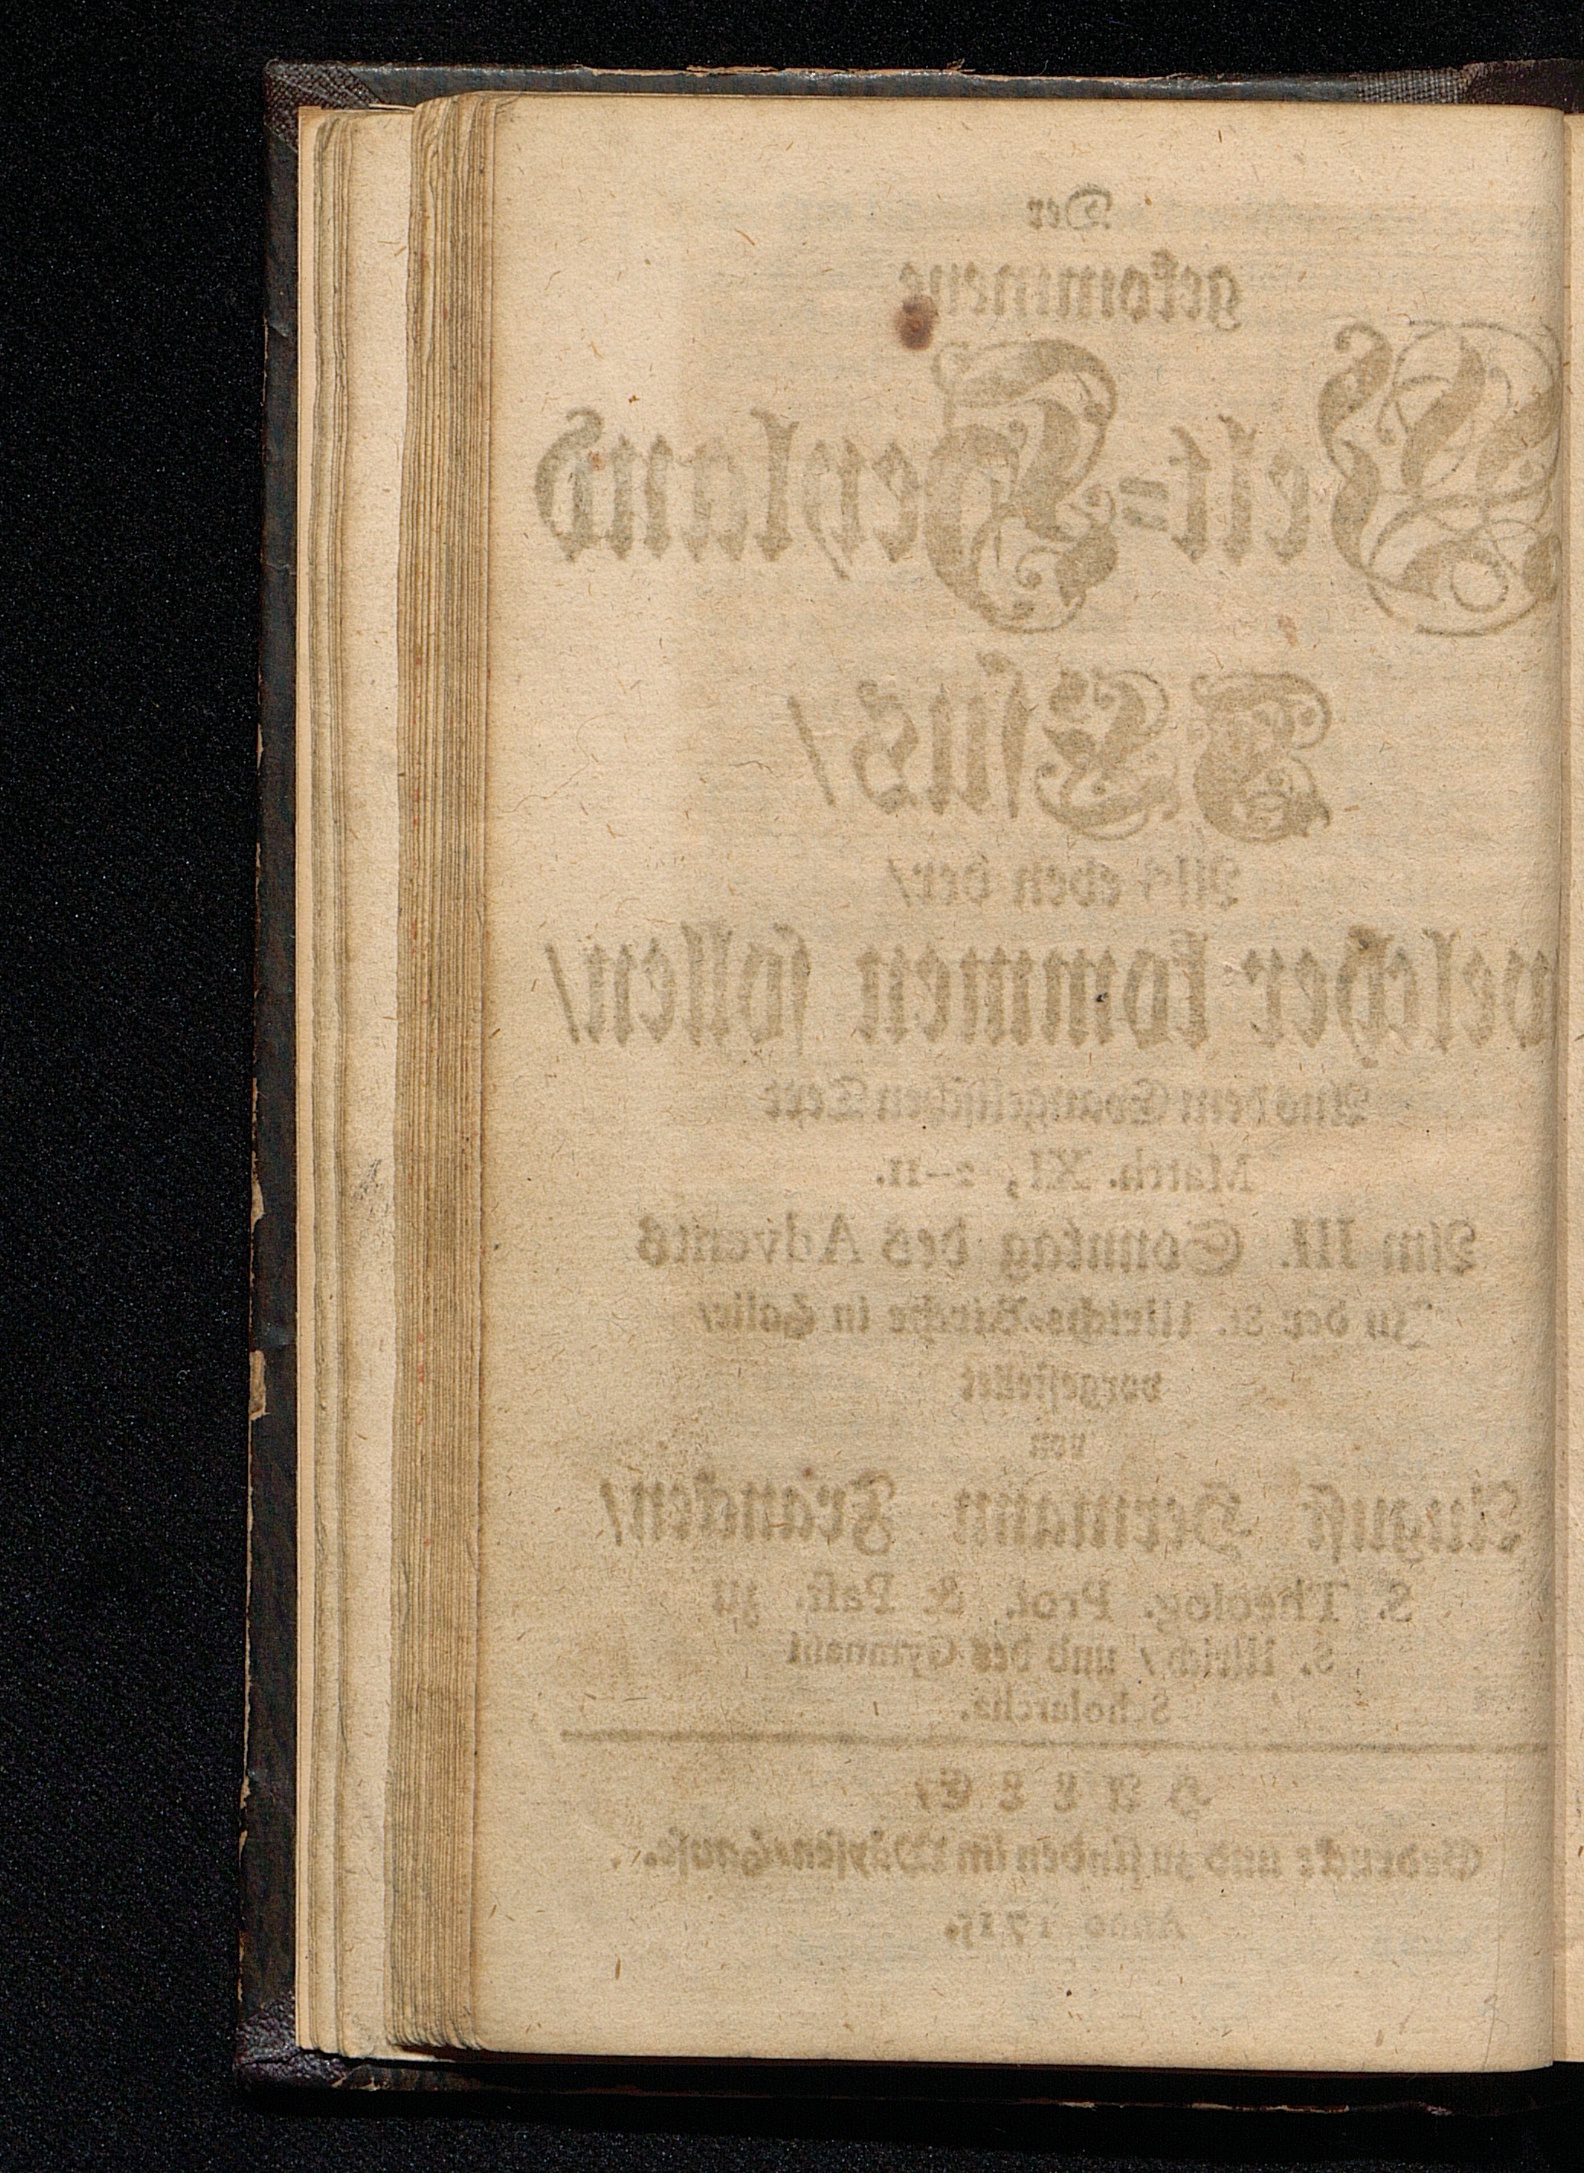 Der
gekommene
Welt-Heyland
JEsus/
Als eben der/
welcher kommen sollen/
Aus dem Evangelischen Text
Matth. XI, 2-11.
Am III. Sonntag des Advents
In der St. Ulrichs-Kirche in Halle/
vorgestellet
von
August Hermann Francken/
S. Theolog. Prof. & Past. zu
S. Ulrich/ und des Gymnasii
Scholarcha.
HALLE/
Gedruckt und zu finden im Wäysen-Hause.
Anno 1715.